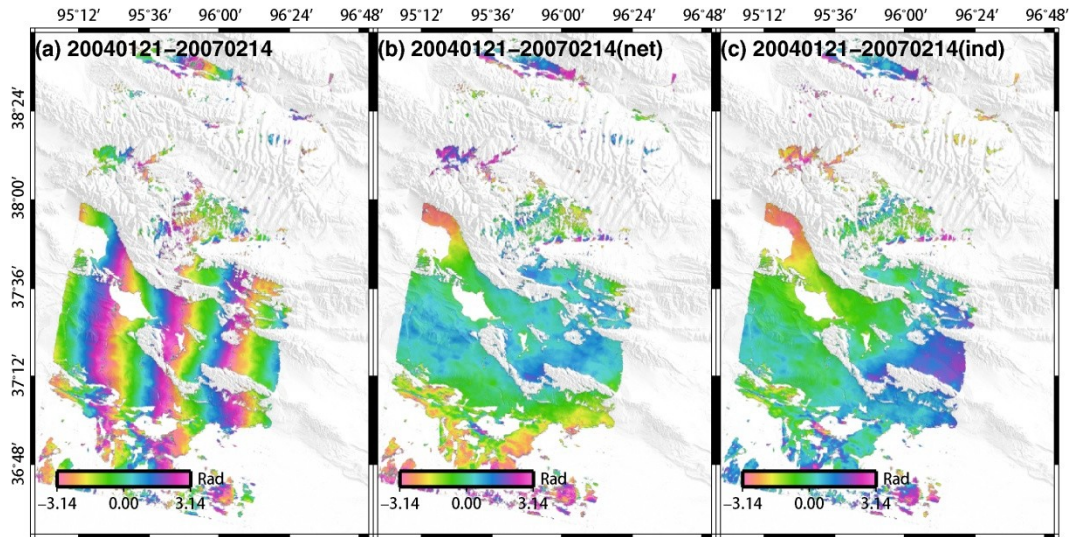 95°12′ 95°36′ 96°00′ 96°24′ 96°48′ 95°12′ 95°36′ 96°00′ 96°24′ 96°48′ 95°12′ 95°36′ 96°00′ 96°24′ 96°48′
(a) 20040121−20070214 (b) 20040121−20070214(net) (c) 20040121−20070214(ind)
38°24′
38°00′
37°36′
37°12′
36°48′
Rad Rad Rad
−3.14 0.00 3.14 −3.14 0.00 3.14 −3.14 0.00 3.14